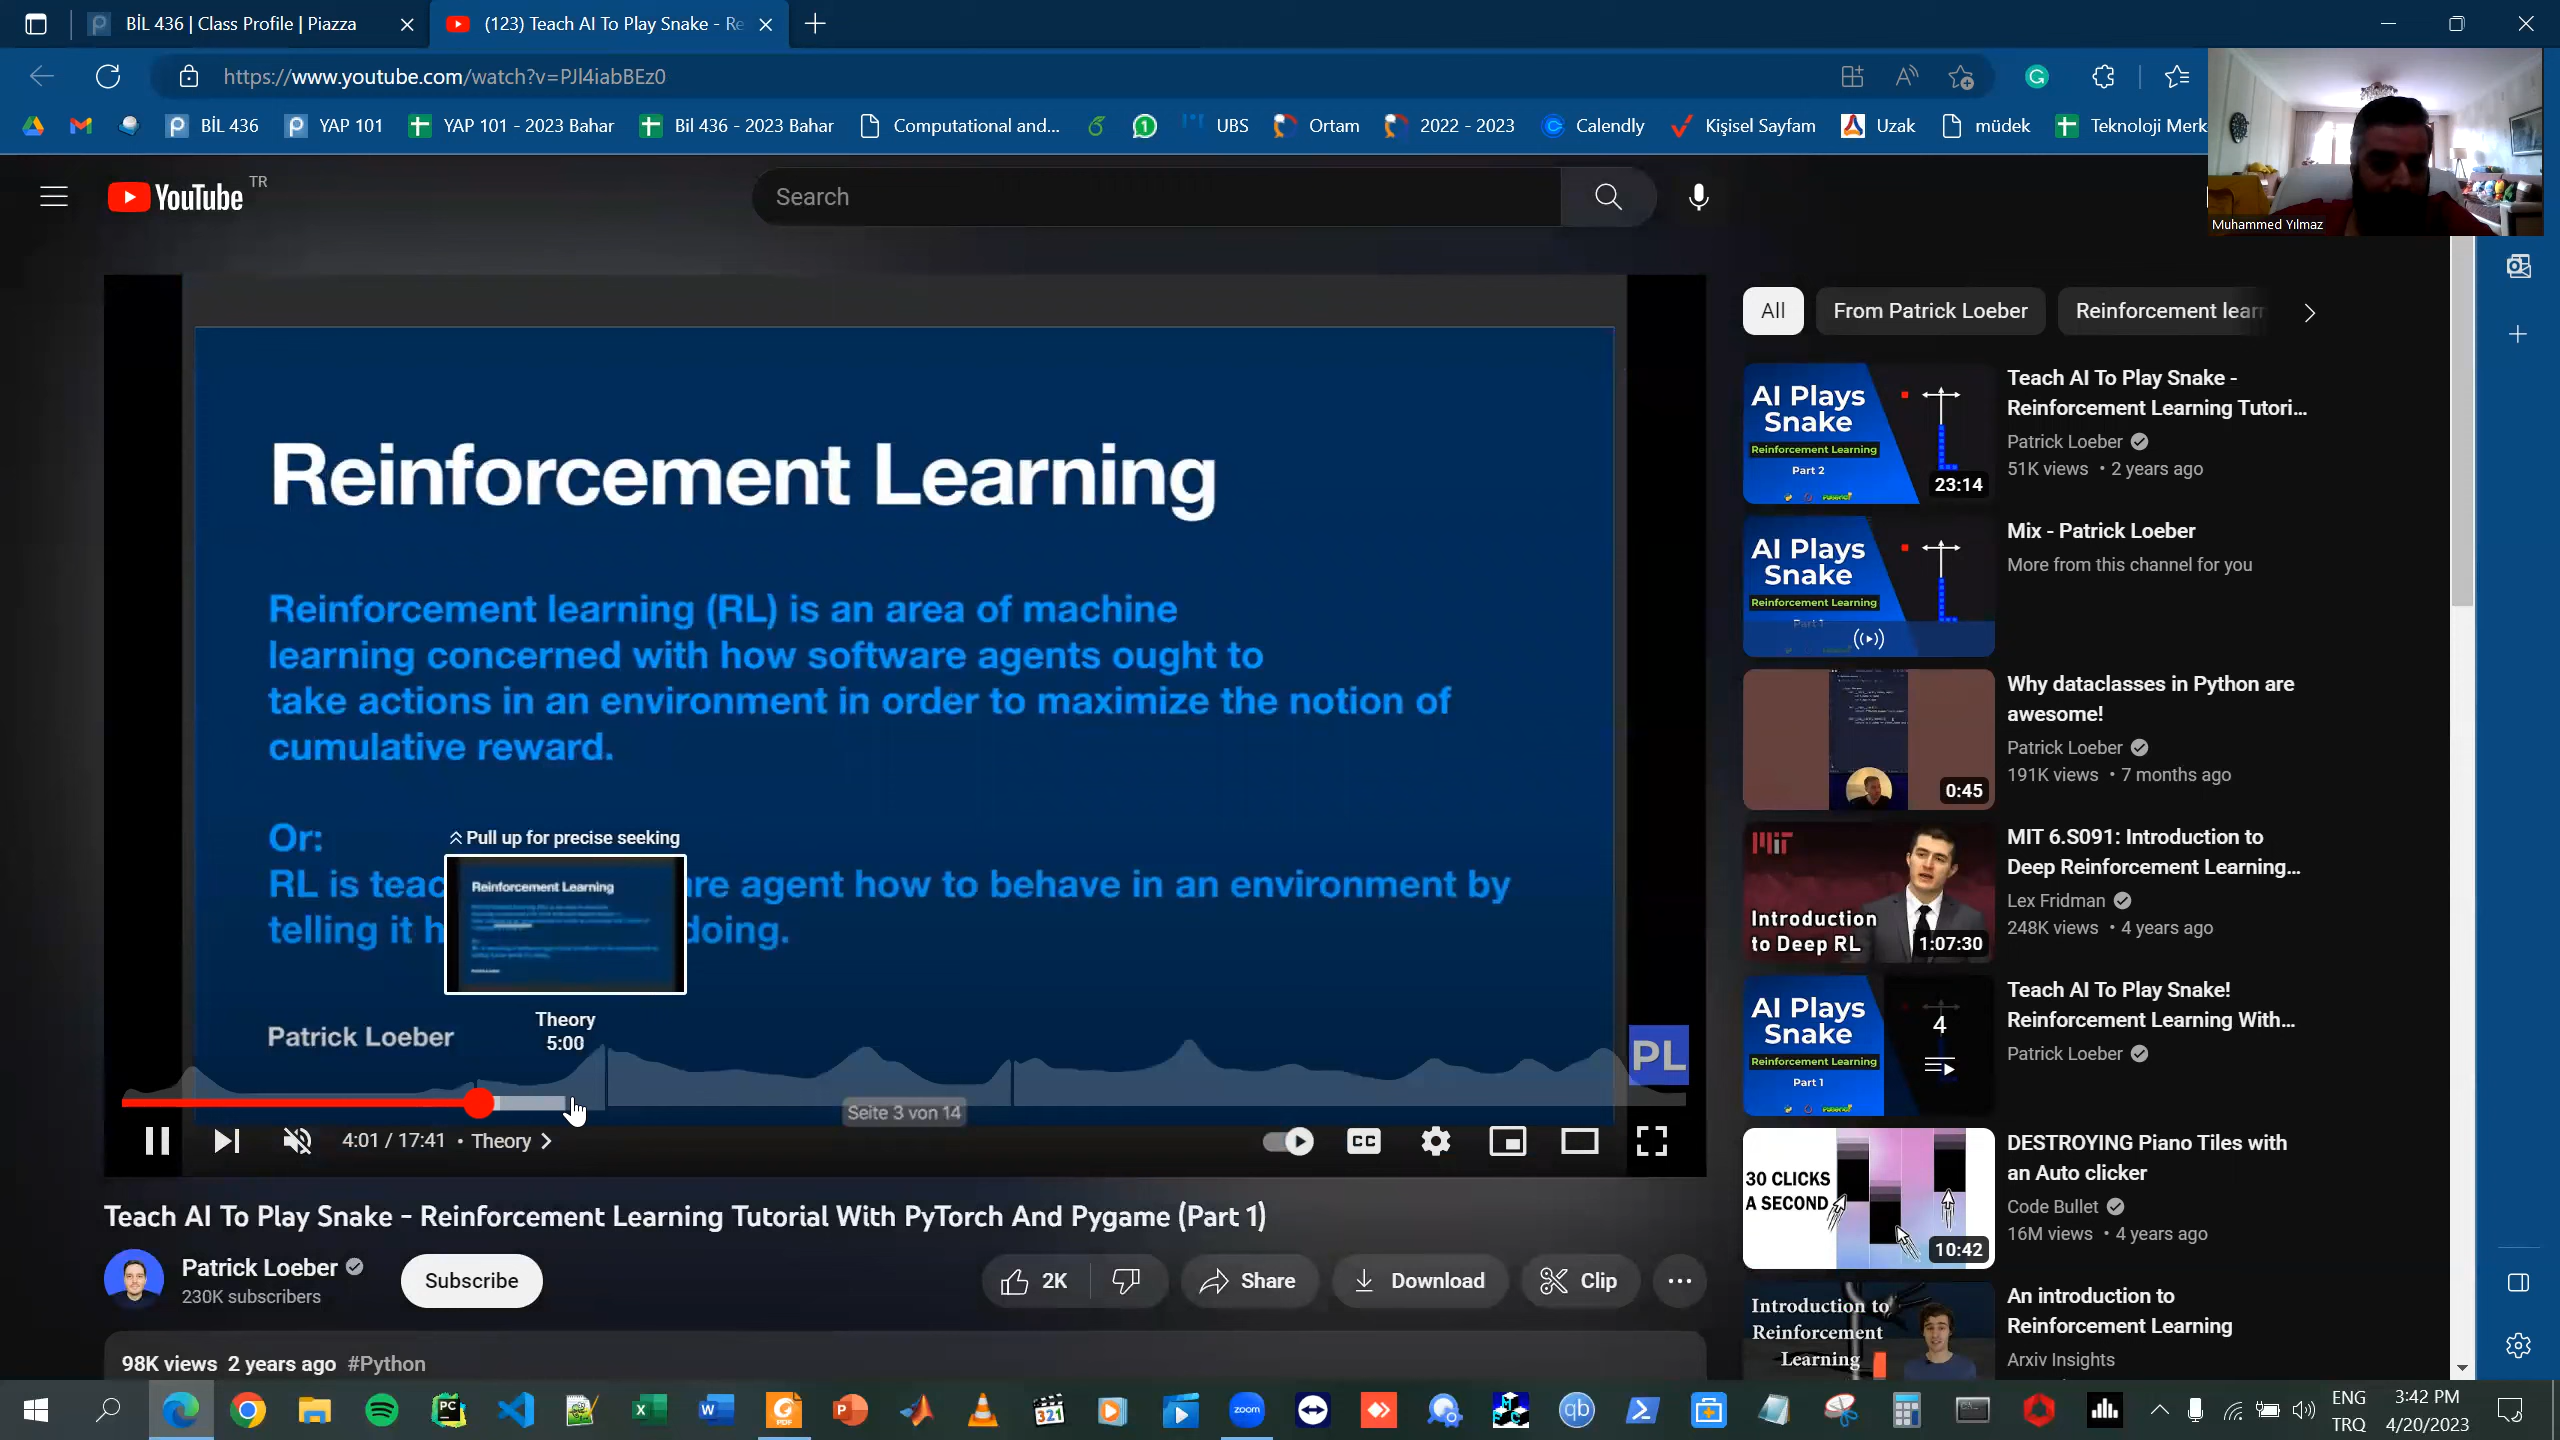 BİL 436 | Class Profile | Piazza
(123) Teach AI To Play Snake - Re
https://www.youtube.com/watch?v=PJl4iabBEz0
BİL 436
YAP 101
YAP 101 - 2023 Bahar
Bil 436 - 2023 Bahar
Computational and...
UBS
Ortam
2022 - 2023
Calendly
Kişisel Sayfam
Uzak
müdek
Teknoloji Merk
Muhammed Yılmaz
YouTube TR
Search
Reinforcement Learning
Reinforcement learning (RL) is an area of machine
learning concerned with how software agents ought to
take actions in an environment in order to maximize the notion of
cumulative reward.
Or:
RL is teac re agent how to behave in an environment by
telling it h doing.
Pull up for precise seeking
Reinforcement Learning
Theory
5:00
Patrick Loeber
PL
Seite 3 von 14
4:01 / 17:41 • Theory
CC
Teach AI To Play Snake - Reinforcement Learning Tutorial With PyTorch And Pygame (Part 1)
Patrick Loeber
230K subscribers
Subscribe
2K
Share
Download
Clip
98K views 2 years ago #Python
All
From Patrick Loeber
Reinforcement learn
AI Plays
Snake
Reinforcement Learning
Part 2
23:14
Teach AI To Play Snake -
Reinforcement Learning Tutori...
Patrick Loeber
51K views • 2 years ago
AI Plays
Snake
Reinforcement Learning
Part 1
Mix - Patrick Loeber
More from this channel for you
0:45
Why dataclasses in Python are
awesome!
Patrick Loeber
191K views • 7 months ago
MIT
Introduction
to Deep RL
1:07:30
MIT 6.S091: Introduction to
Deep Reinforcement Learning...
Lex Fridman
248K views • 4 years ago
AI Plays
Snake
Reinforcement Learning
Part 1
4
Teach AI To Play Snake!
Reinforcement Learning With...
Patrick Loeber
30 CLICKS
A SECOND
10:42
DESTROYING Piano Tiles with
an Auto clicker
Code Bullet
16M views • 4 years ago
Introduction to
Reinforcement
Learning
An introduction to
Reinforcement Learning
Arxiv Insights
zoom
ENG
TRQ
3:42 PM
4/20/2023